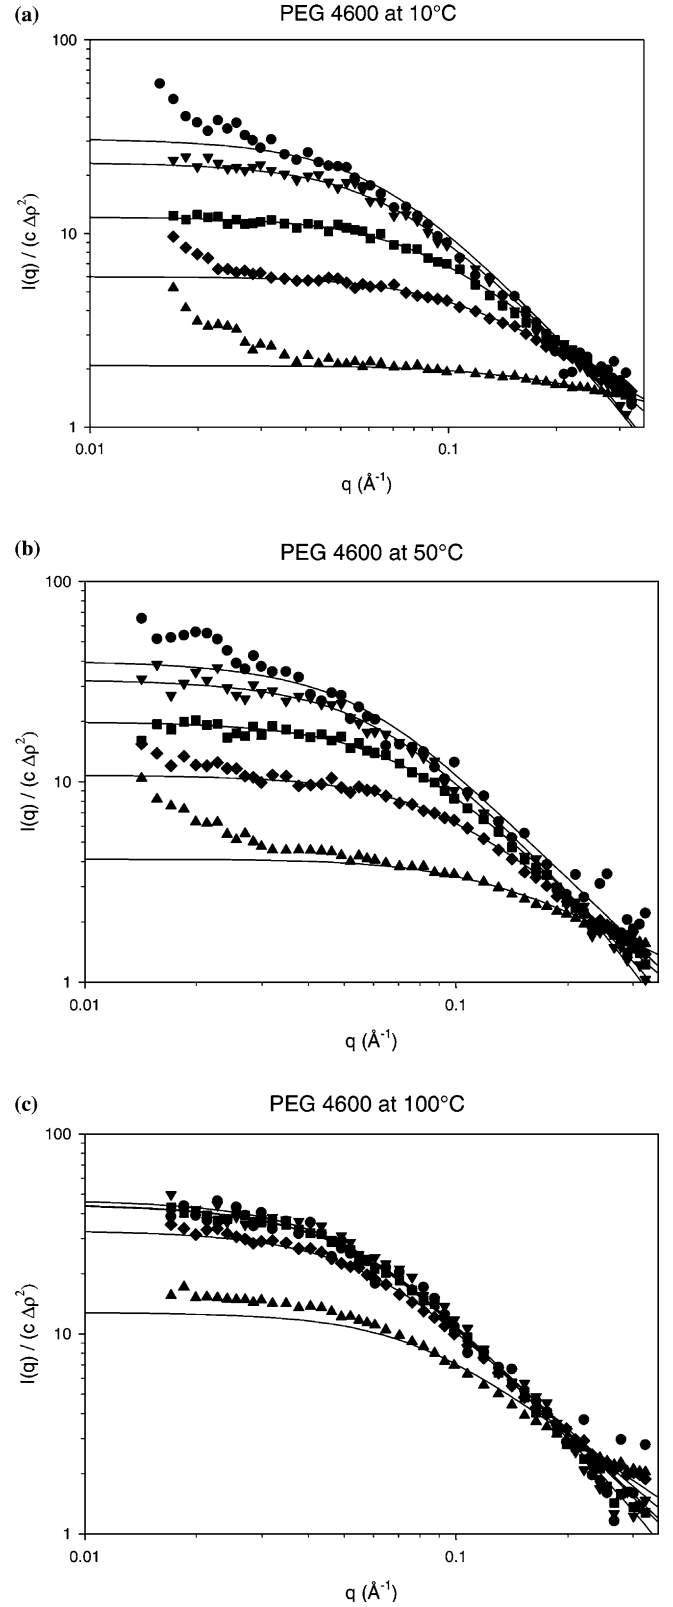 (a)
PEG 4600 at 10°C
100
10
1
I(q) / (c Δρ²)
0.01
0.1
q (Å⁻¹)
(b)
PEG 4600 at 50°C
100
10
1
I(q) / (c Δρ²)
0.01
0.1
q (Å⁻¹)
(c)
PEG 4600 at 100°C
100
10
1
I(q) / (c Δρ²)
0.01
0.1
q (Å⁻¹)